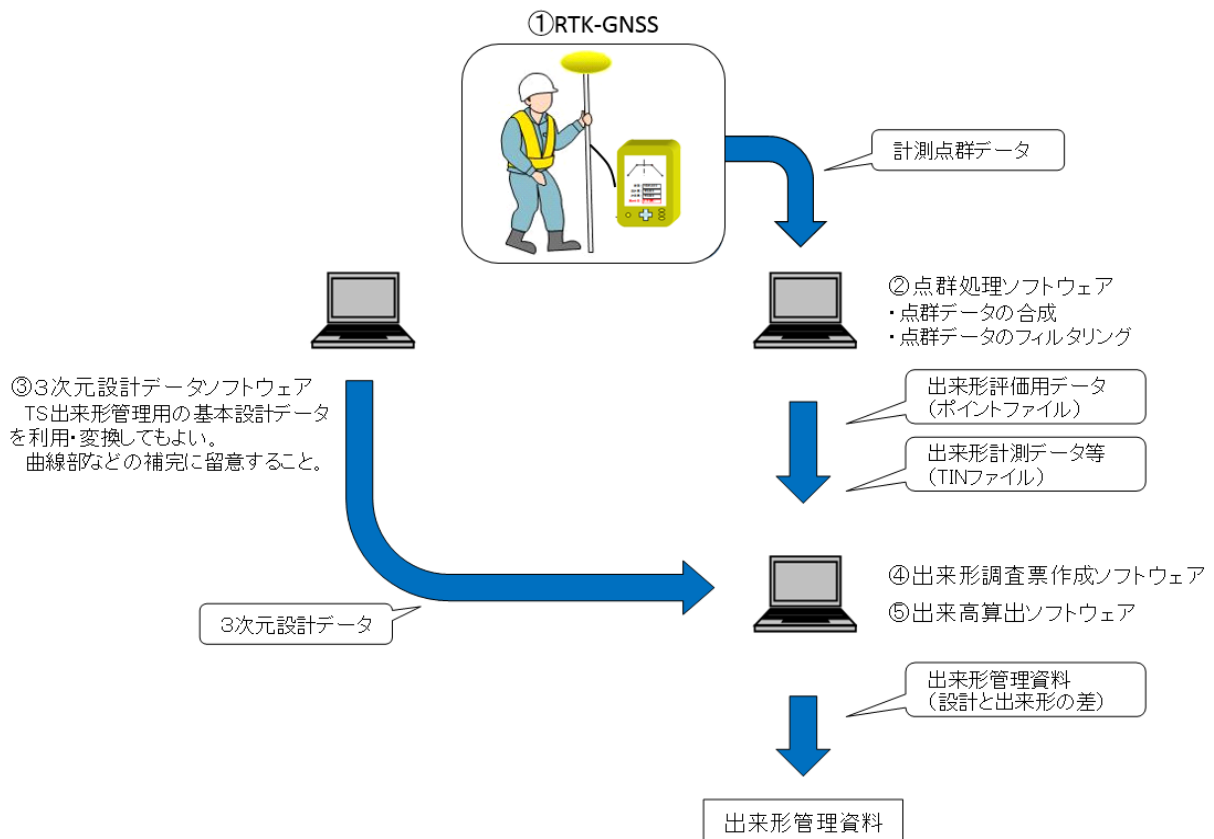 ①RTK-GNSS
計測点群データ
②点群処理ソフトウェア
・点群データの合成
・点群データのフィルタリング
③３次元設計データソフトウェア
TS出来形管理用の基本設計データ
を利用・変換してもよい。
曲線部などの補完に留意すること。
出来形評価用データ
（ポイントファイル）
出来形計測データ等
（TINファイル）
④出来形調査票作成ソフトウェア
⑤出来高算出ソフトウェア
３次元設計データ
出来形管理資料
（設計と出来形の差）
出来形管理資料